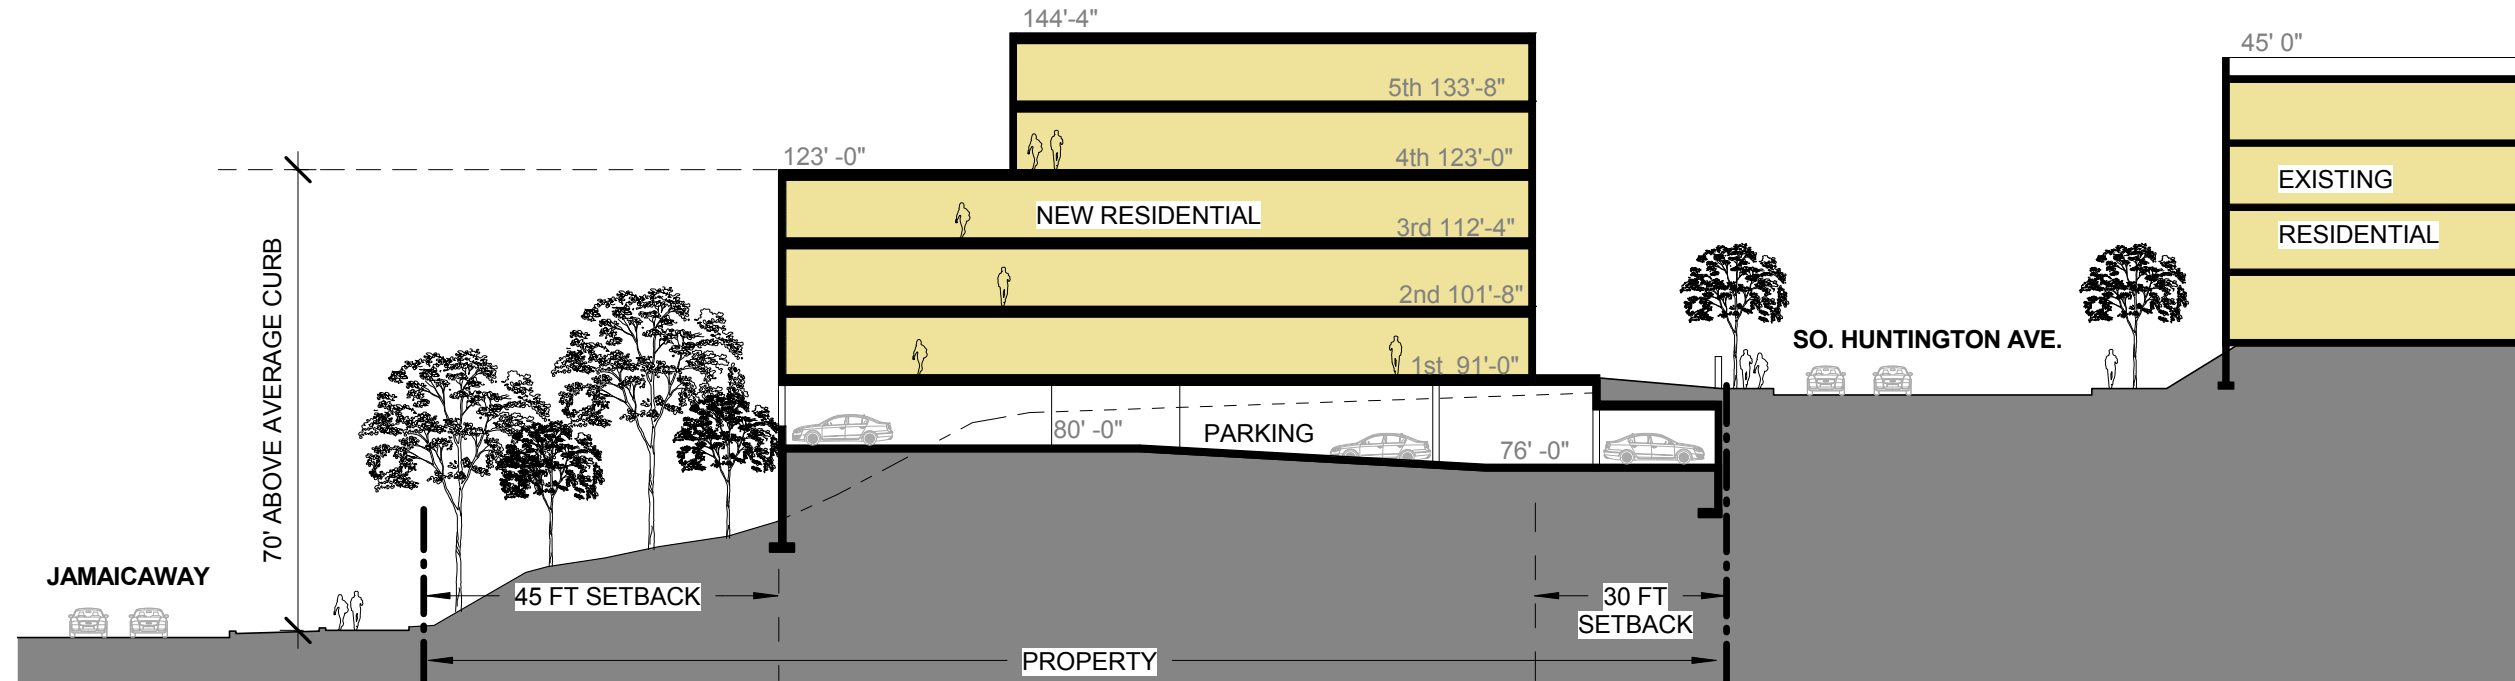 144'-4"
45' 0"
5th 133'-8"
123' -0"
4th 123'-0"
EXISTING
NEW RESIDENTIAL
3rd 112'-4"
RESIDENTIAL
70' ABOVE AVERAGE CURB
2nd 101'-8"
SO. HUNTINGTON AVE.
1st 91'-0"
80' -0"
PARKING
76' -0"
JAMAICAWAY
45 FT SETBACK
30 FT
SETBACK
PROPERTY